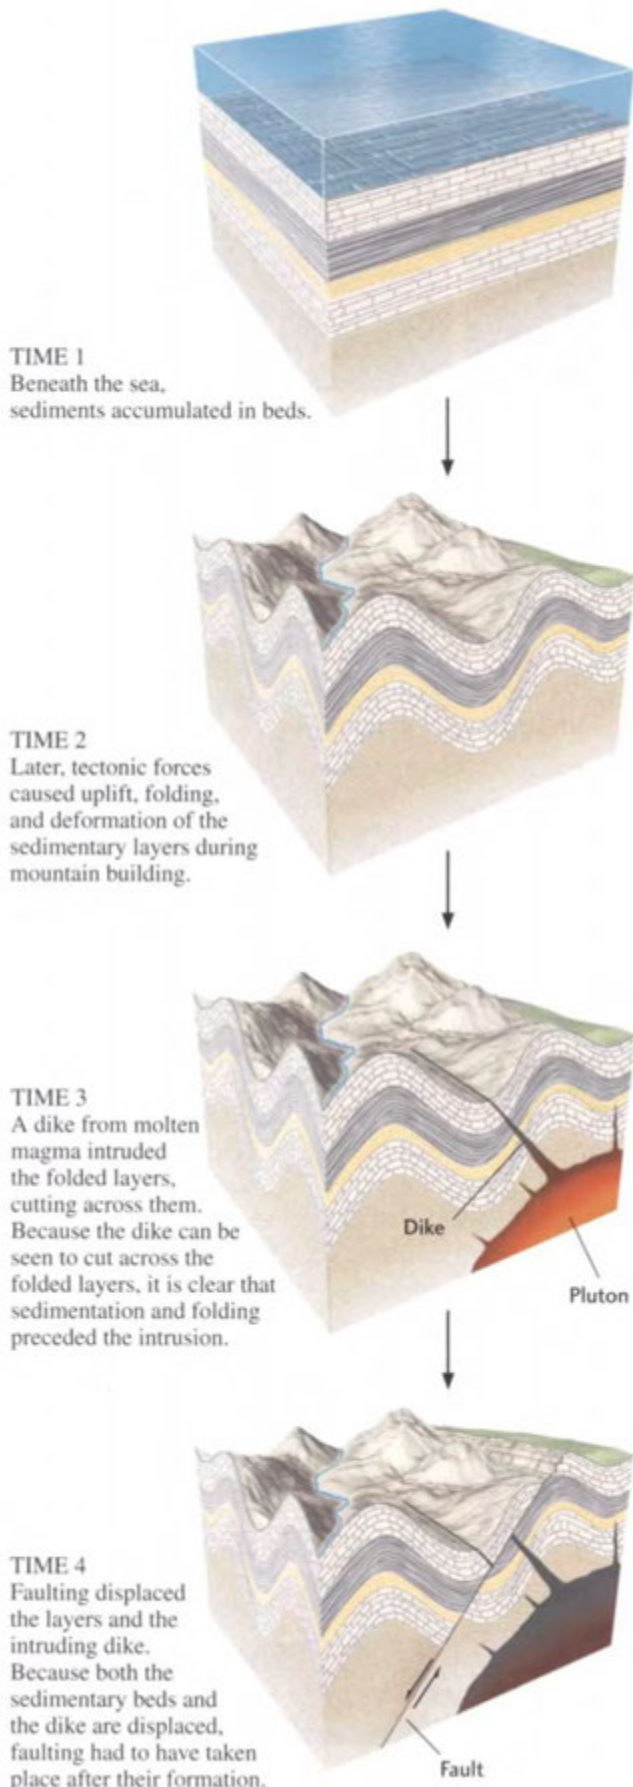 TIME 1
Beneath the sea,
sediments accumulated in beds.
TIME 2
Later, tectonic forces
caused uplift, folding,
and deformation of the
sedimentary layers during
mountain building.
TIME 3
A dike from molten
magma intruded
the folded layers,
cutting across them.
Because the dike can be
seen to cut across the
folded layers, it is clear that
sedimentation and folding
preceded the intrusion.
Dike
Pluton
TIME 4
Faulting displaced
the layers and the
intruding dike.
Because both the
sedimentary beds and
the dike are displaced,
faulting had to have taken
place after their formation.
Fault